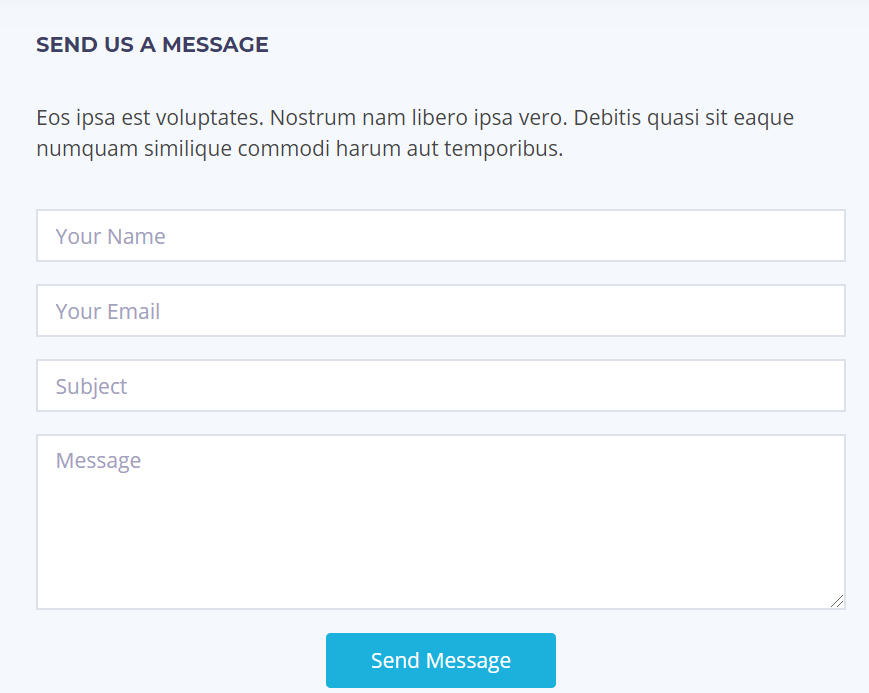 SEND US A MESSAGE
Eos ipsa est voluptates. Nostrum nam libero ipsa vero. Debitis quasi sit eaque
numquam similique commodi harum aut temporibus.
Your Name
Your Email
Subject
Message
Send Message